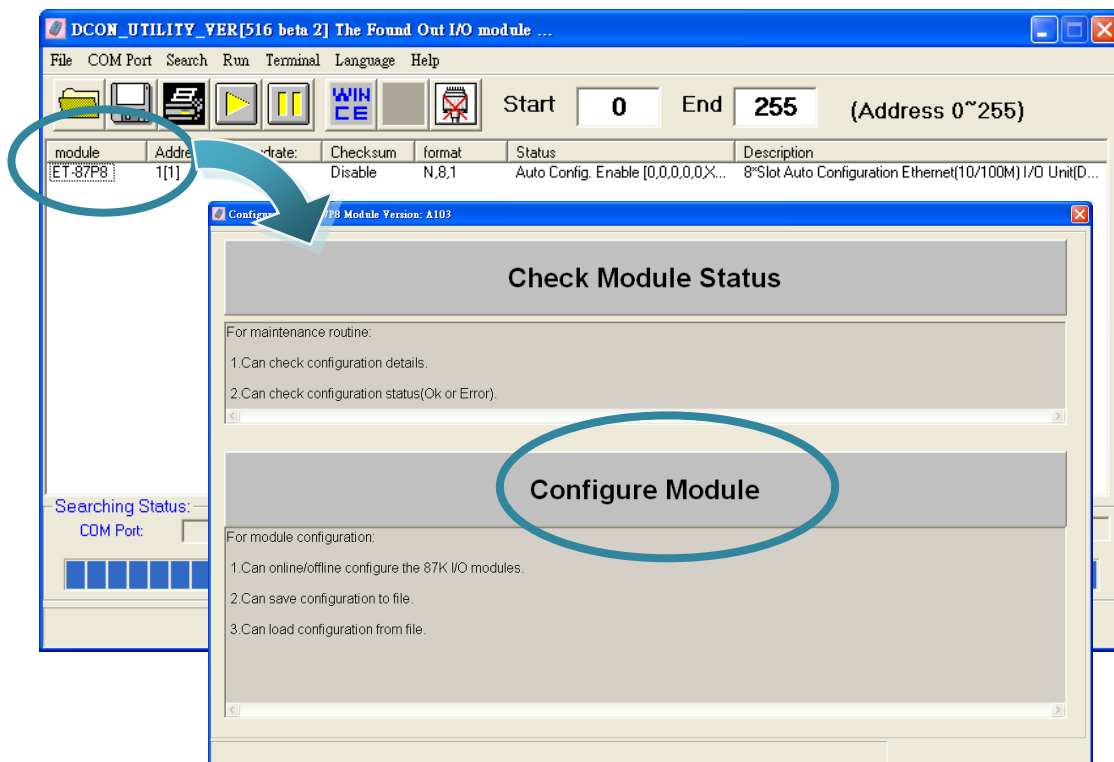 DCON_UTILITY_VER[516 beta 2] The Found Out I/O module ...
File COM Port Search Run Terminal Language Help
WIN CE Start 0 End 255 (Address 0~255)
module Addre drate: Checksum format Status Description
ET-87P8 1[1] Disable N,8,1 Auto Config. Enable [0,0,0,0,0,X... 8*Slot Auto Configuration Ethernet(10/100M) I/O Unit(D...
Configu 7P8 Module Version: A103
Check Module Status
For maintenance routine:
1.Can check configuration details.
2.Can check configuration status(Ok or Error).
Configure Module
Searching Status:
COM Port:
For module configuration:
1.Can online/offline configure the 87K I/O modules.
2.Can save configuration to file.
3.Can load configuration from file.